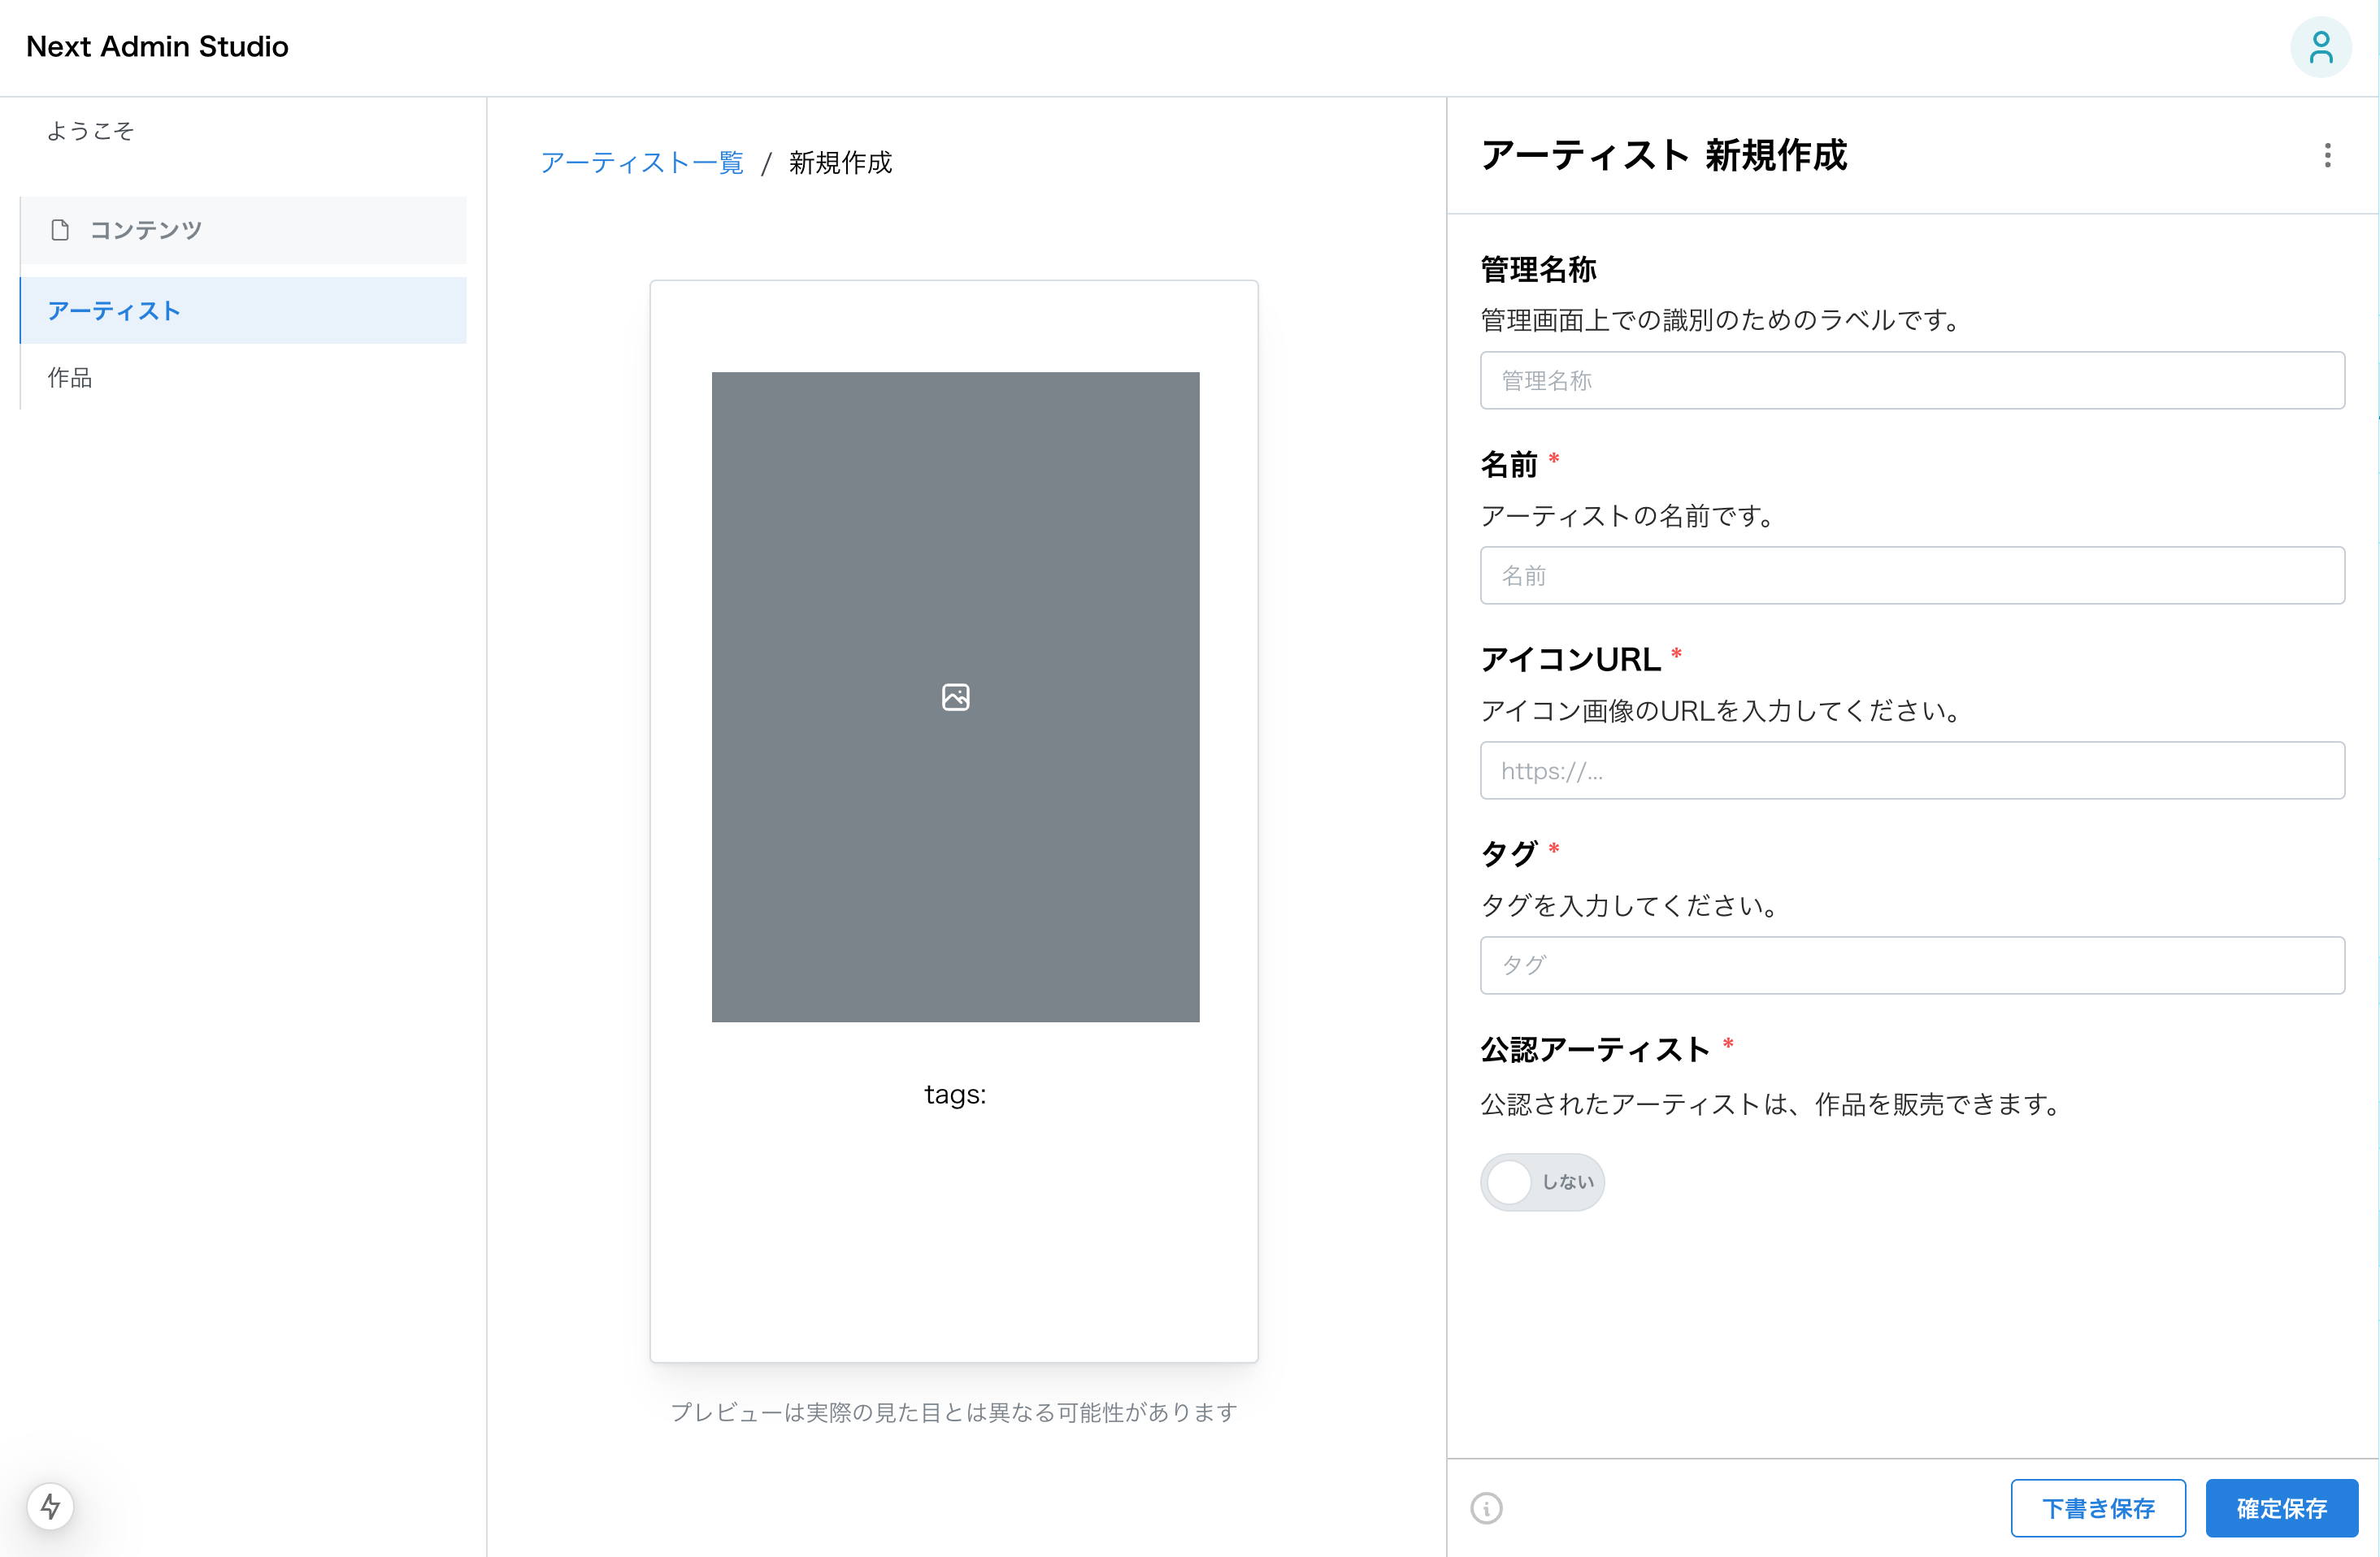 Next Admin Studio
ようこそ
コンテンツ
アーティスト
作品
アーティスト一覧 / 新規作成
tags:
プレビューは実際の見た目とは異なる可能性があります
アーティスト 新規作成
管理名称
管理画面上での識別のためのラベルです。
管理名称
名前 *
アーティストの名前です。
名前
アイコンURL *
アイコン画像のURLを入力してください。
https://...
タグ *
タグを入力してください。
タグ
公認アーティスト *
公認されたアーティストは、作品を販売できます。
しない
下書き保存
確定保存